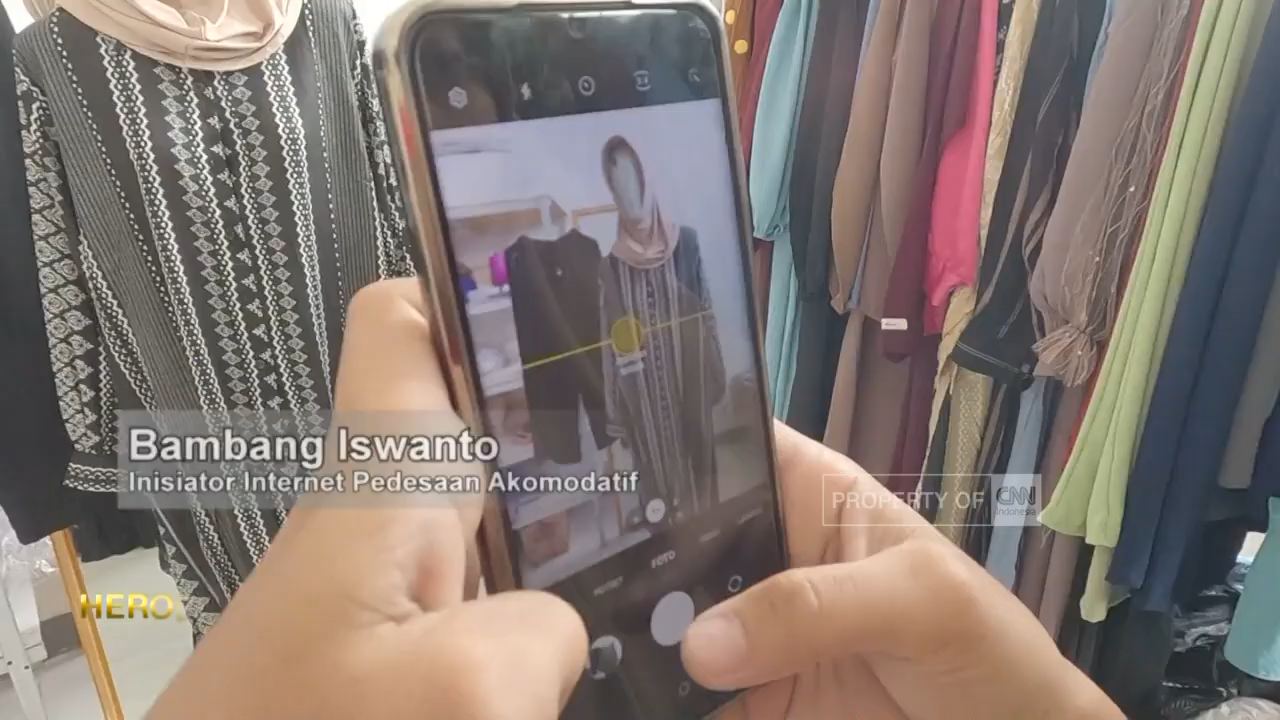 Bambang Iswanto
Inisiator Internet Pedesaan Akomodatif
PROPERTY OF CNN Indonesia
HERO
FOTO